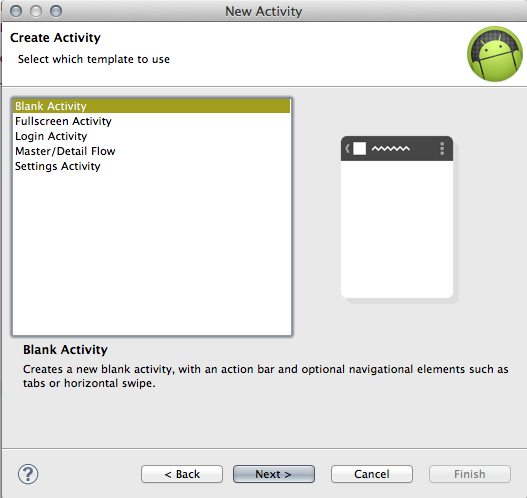 New Activity
Create Activity
Select which template to use
Blank Activity
Fullscreen Activity
Login Activity
Master/Detail Flow
Settings Activity
Blank Activity
Creates a new blank activity, with an action bar and optional navigational elements such as
tabs or horizontal swipe.
?
< Back
Next >
Cancel
Finish